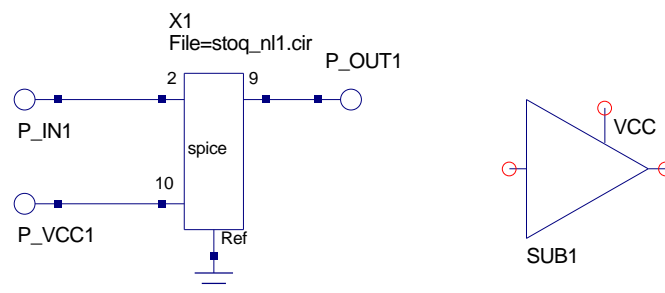 X1
File=stoq_nl1.cir
P_OUT1
2
9
P_IN1
VCC
spice
10
P_VCC1
Ref
SUB1